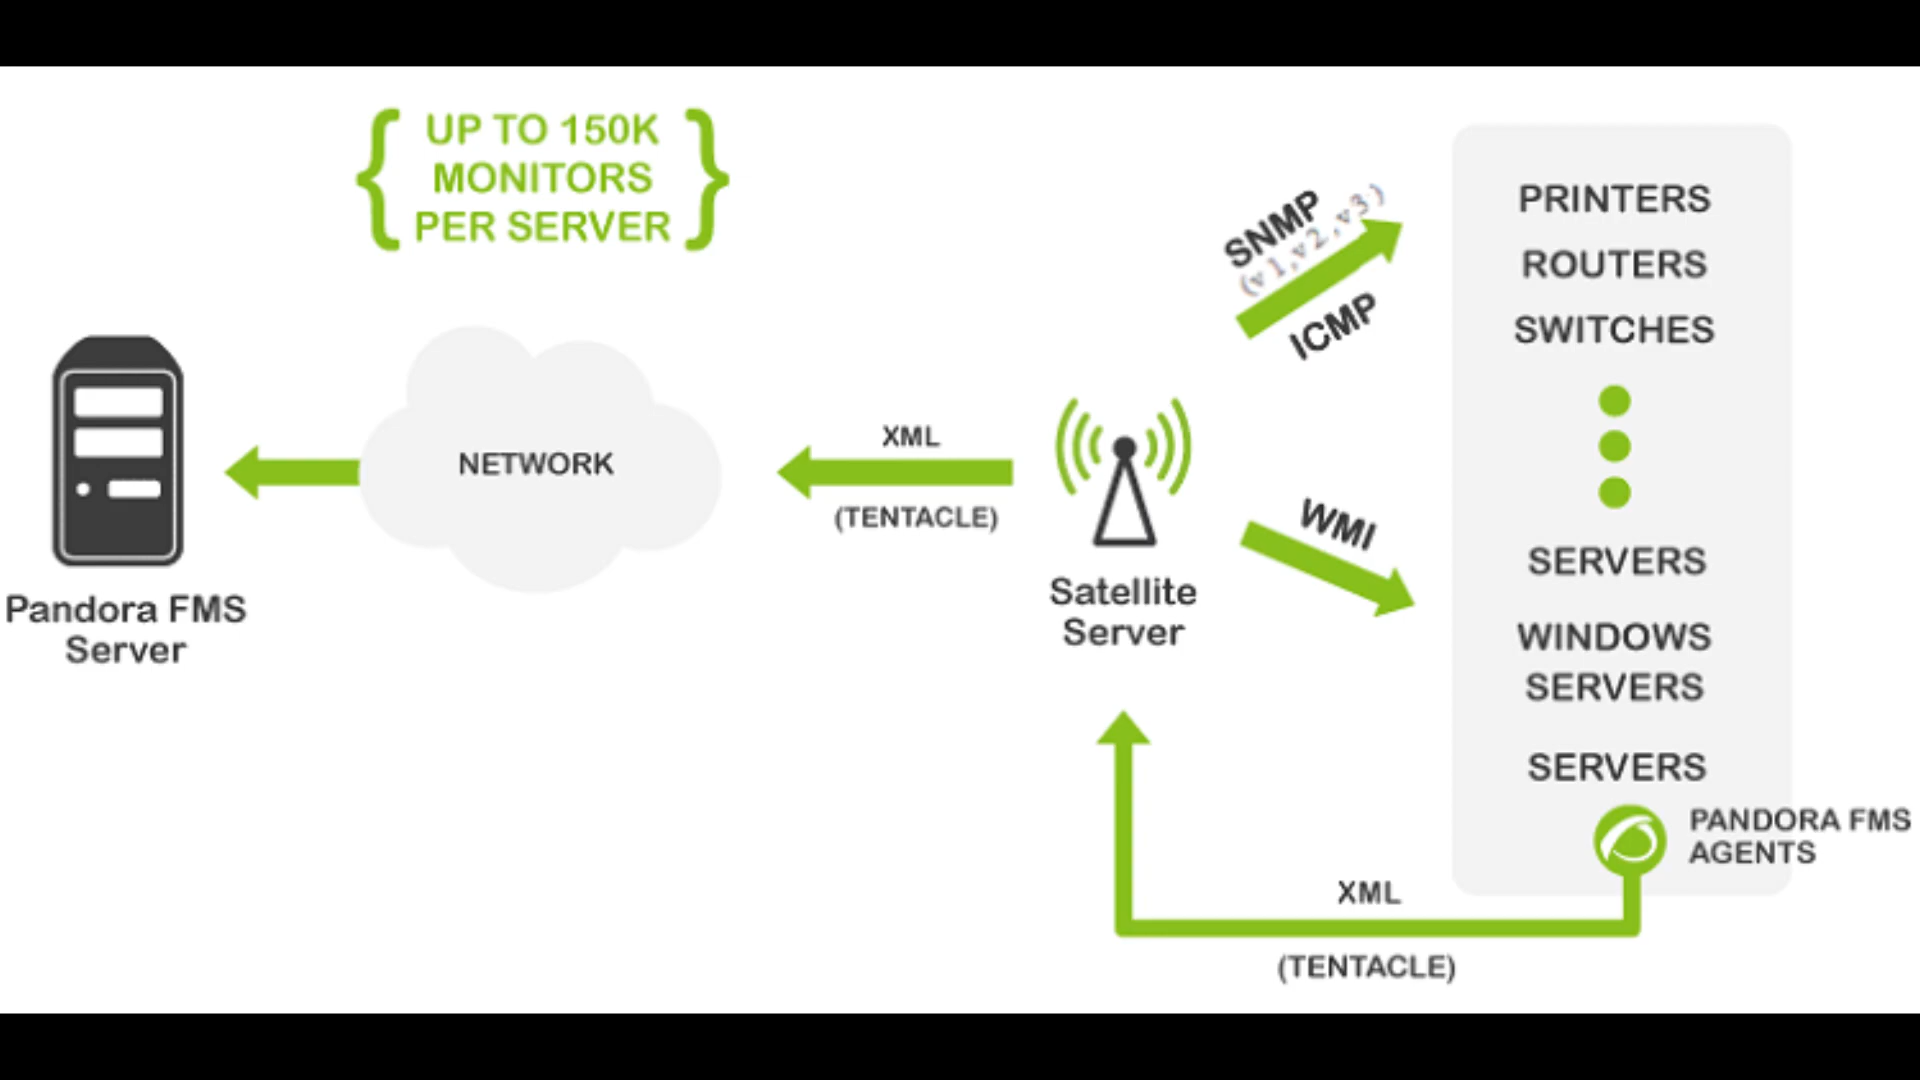 UP TO 150K
MONITORS
PER SERVER
Pandora FMS
Server
NETWORK
XML
(TENTACLE)
Satellite
Server
SNMP
(v1,v2,v3)
ICMP
WMI
PRINTERS
ROUTERS
SWITCHES
SERVERS
WINDOWS
SERVERS
SERVERS
PANDORA FMS
AGENTS
XML
(TENTACLE)